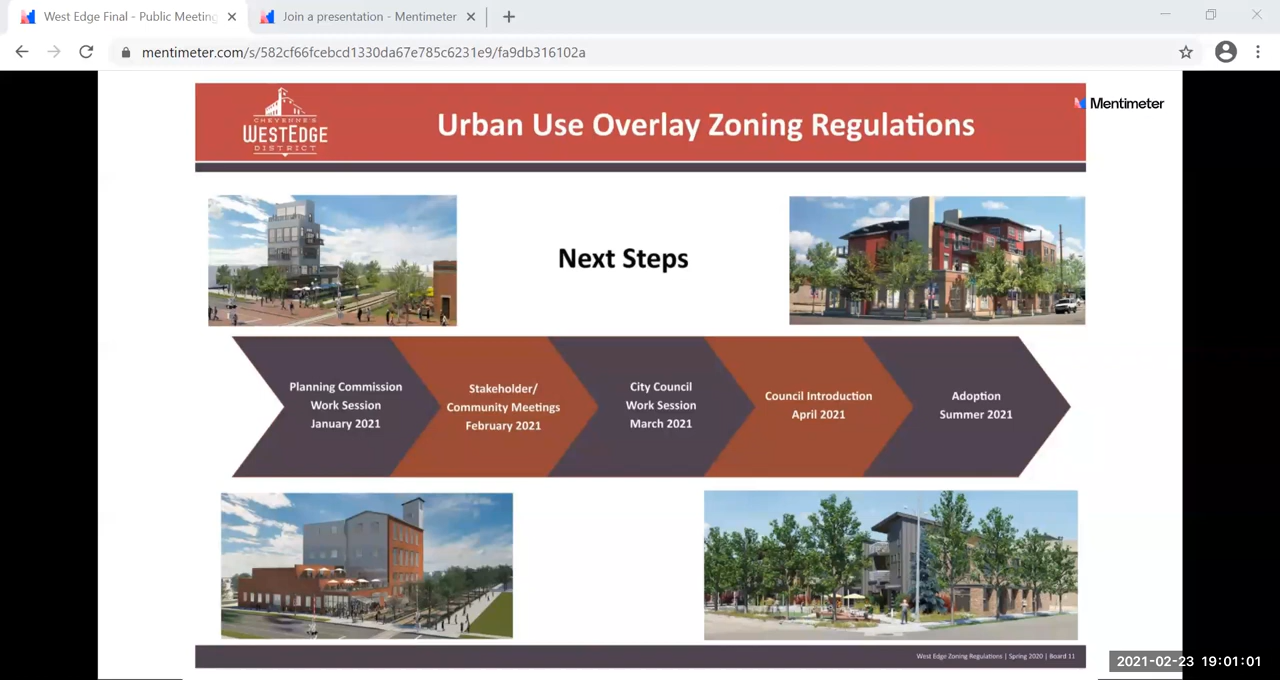 West Edge Final - Public Meeting
Join a presentation - Mentimeter
mentimeter.com/s/582cf66fcebcd1330da67e785c6231e9/fa9db316102a
CHEYENNE'S
WESTEDGE
DISTRICT
Urban Use Overlay Zoning Regulations
Mentimeter
Next Steps
Planning Commission
Work Session
January 2021
Stakeholder/
Community Meetings
February 2021
City Council
Work Session
March 2021
Council Introduction
April 2021
Adoption
Summer 2021
West Edge Zoning Regulations | Spring 2020 | Board 11
2021-02-23 19:01:01